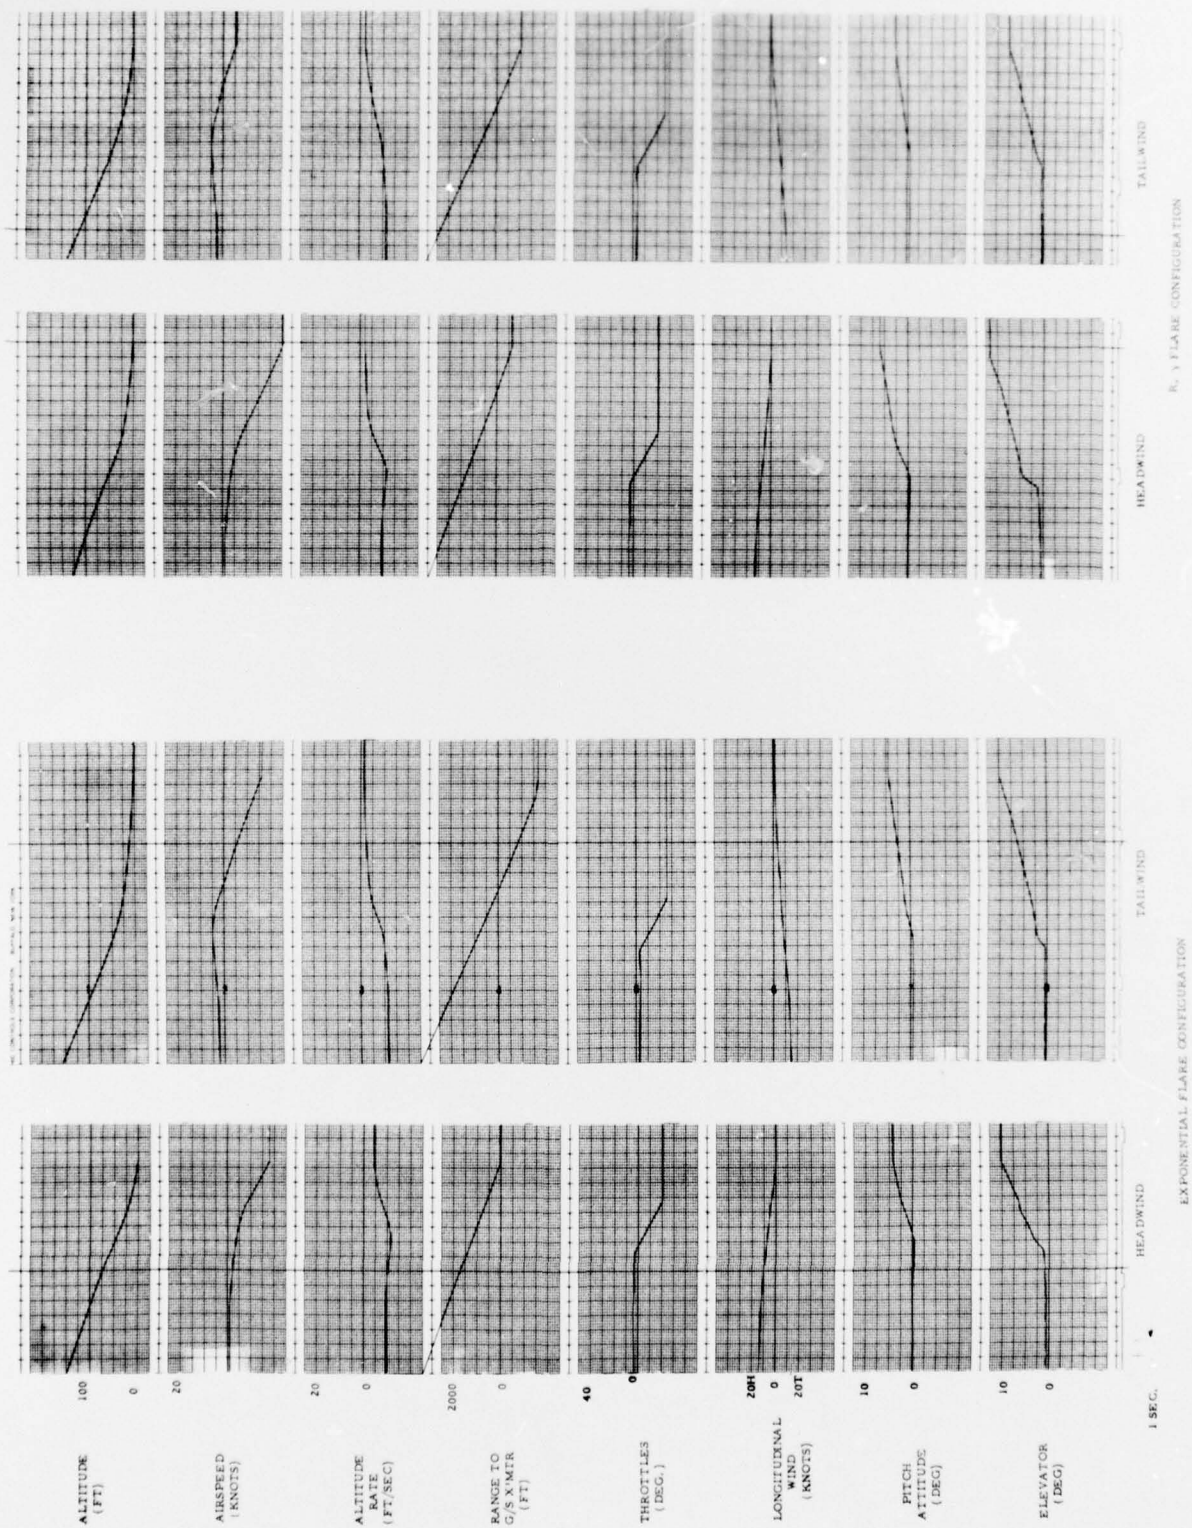 ALTITUDE
(FT)
100
0
AIRSPEED
(KNOTS)
20
ALTITUDE
RATE
(FT/SEC)
20
0
RANGE TO
G/S X'MTR
(FT)
2000
0
THROTTLES
(DEG.)
40
0
LONGITUDINAL
WIND
(KNOTS)
20H
0
20T
PITCH
ATTITUDE
(DEG)
10
0
ELEVATOR
(DEG)
10
0
1 SEC.
HEADWIND
TAILWIND
EXPONENTIAL FLARE CONFIGURATION
HEADWIND
TAILWIND
FLARE CONFIGURATION